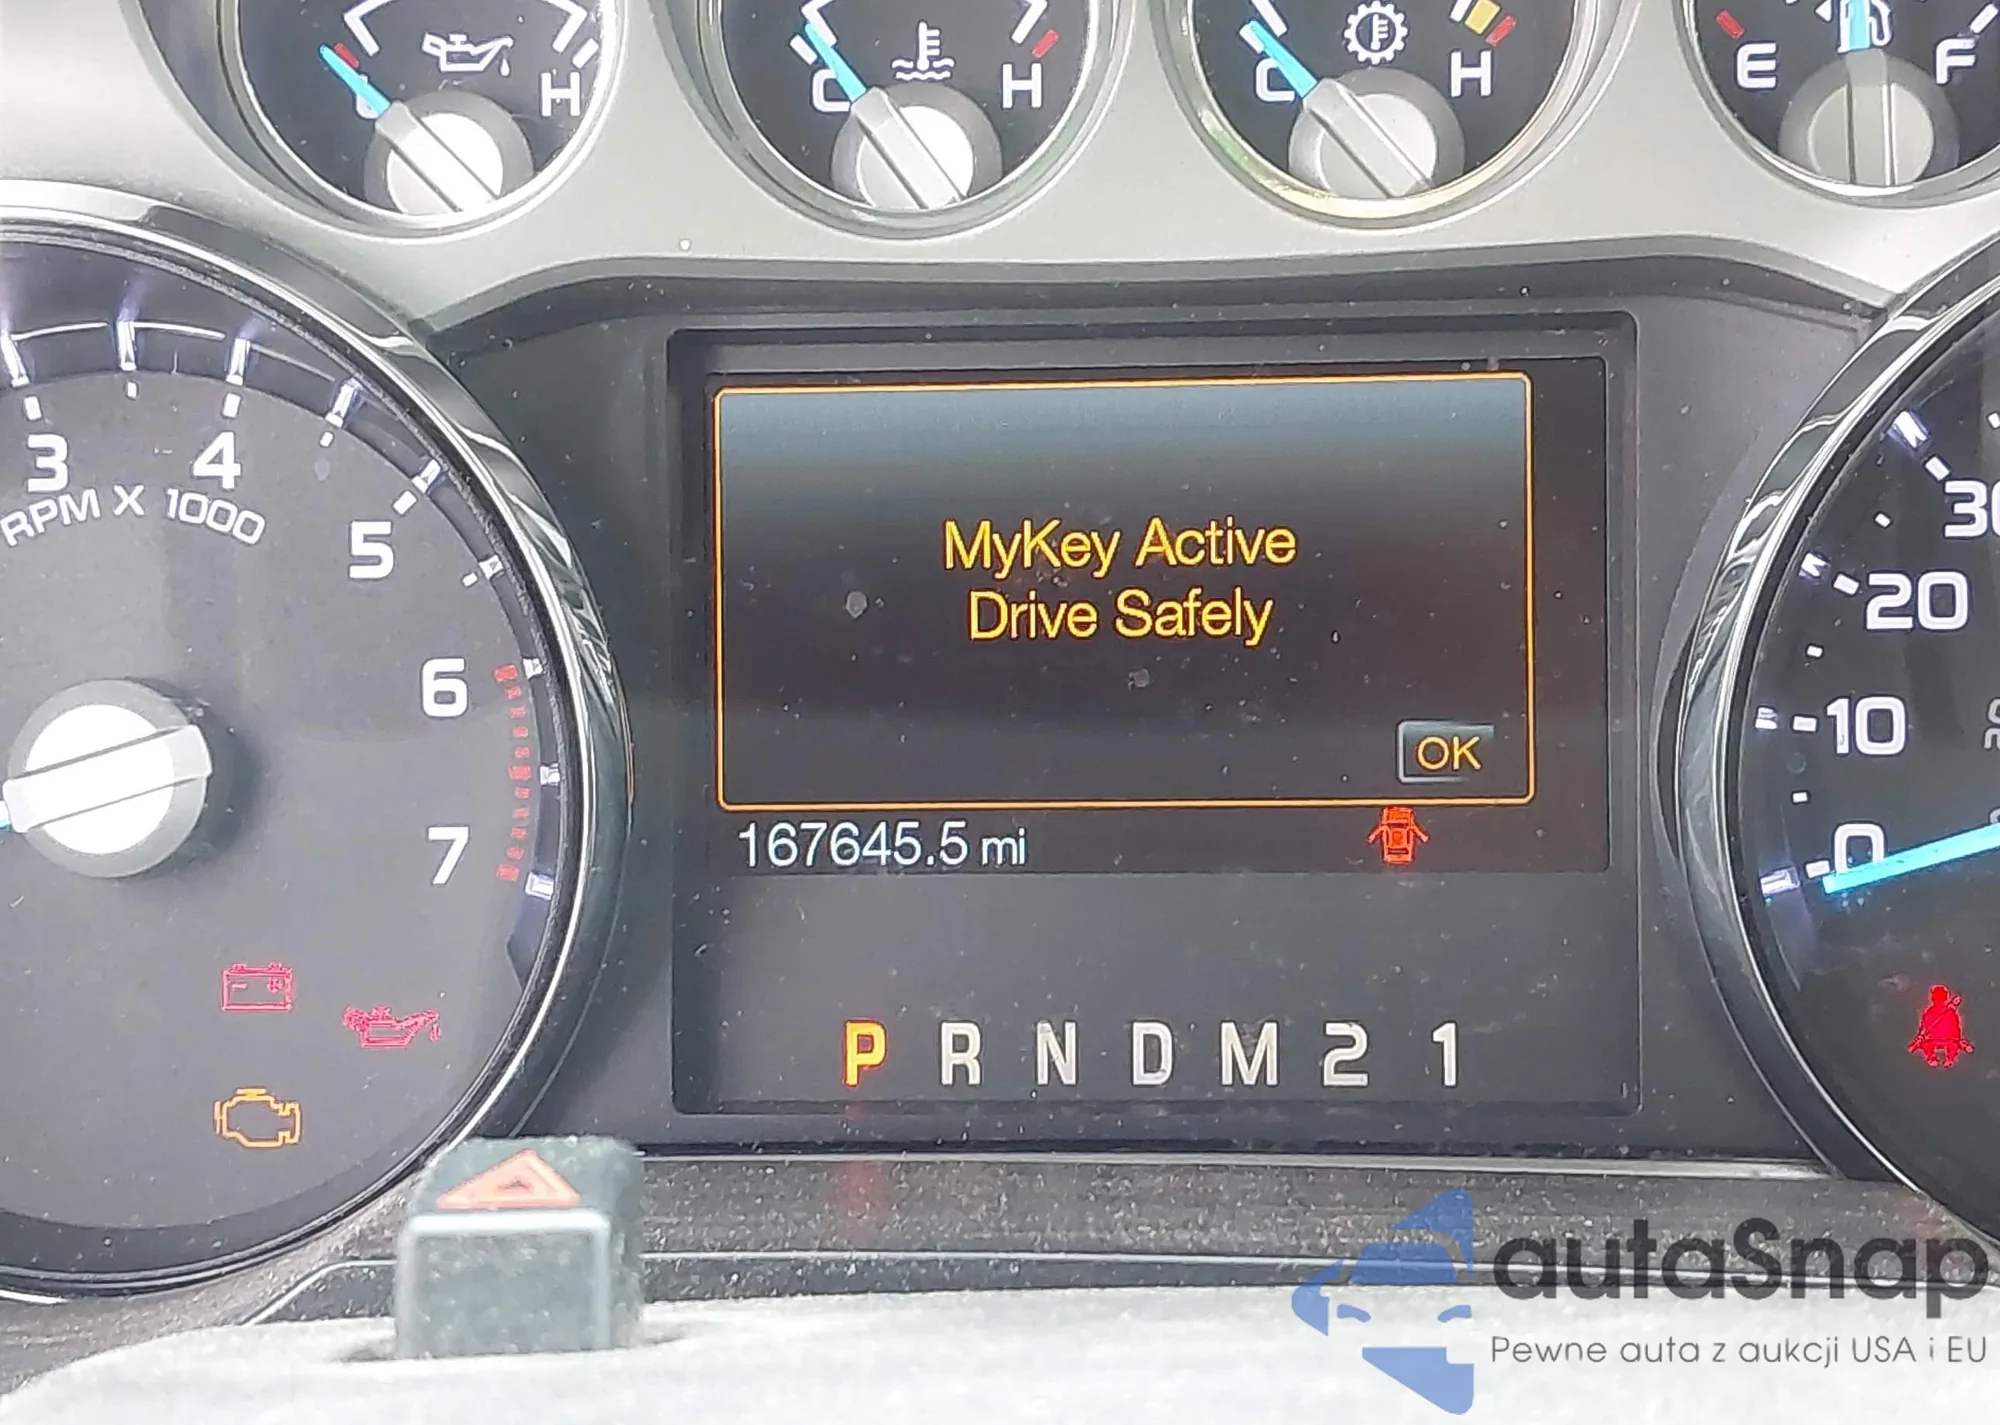 H
C
H
C
H
E
F
3
4
RPM X 1000
5
6
7
MyKey Active
Drive Safely
OK
167645.5 mi
P R N D M 2 1
20
10
0
autaSnap
Pewne auta z aukcji USA i EU